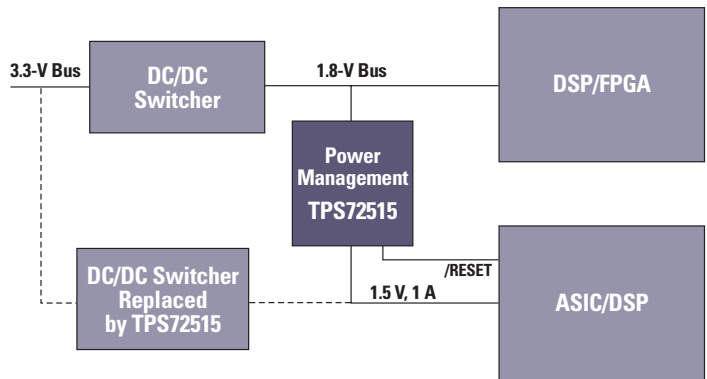 3.3-V Bus
DC/DC
Switcher
1.8-V Bus
DSP/FPGA
Power
Management
TPS72515
/RESET
DC/DC Switcher
Replaced
by TPS72515
1.5 V, 1 A
ASIC/DSP